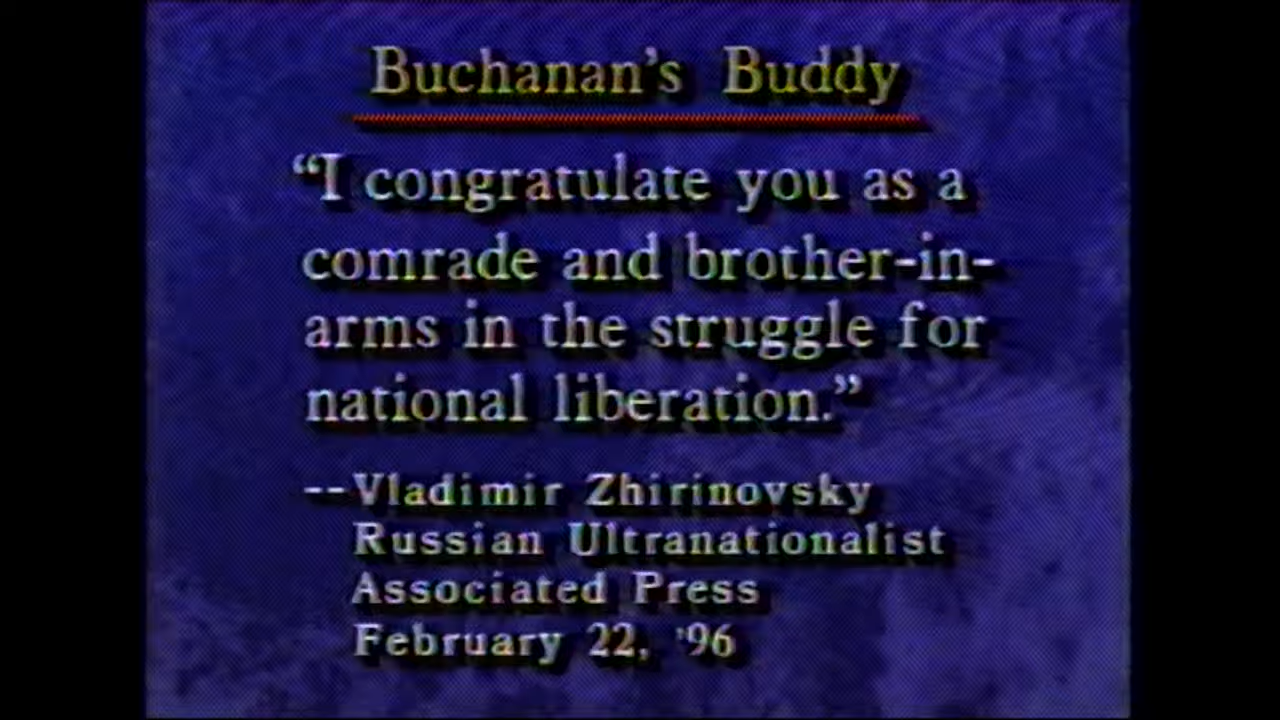 Buchanan's Buddy
“I congratulate you as a
comrade and brother-in-
arms in the struggle for
national liberation.”
--Vladimir Zhirinovsky
Russian Ultranationalist
Associated Press
February 22, '96